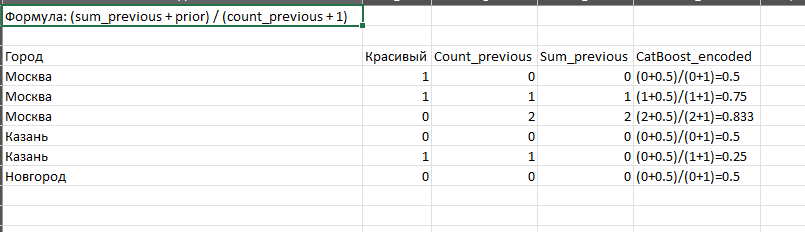 Формула: (sum_previous + prior) / (count_previous + 1)
Город Красивый Count_previous Sum_previous CatBoost_encoded
Москва 1 0 0 (0+0.5)/(0+1)=0.5
Москва 1 1 1 (1+0.5)/(1+1)=0.75
Москва 0 2 2 (2+0.5)/(2+1)=0.833
Казань 0 0 0 (0+0.5)/(0+1)=0.5
Казань 1 1 0 (0+0.5)/(1+1)=0.25
Новгород 0 0 0 (0+0.5)/(0+1)=0.5